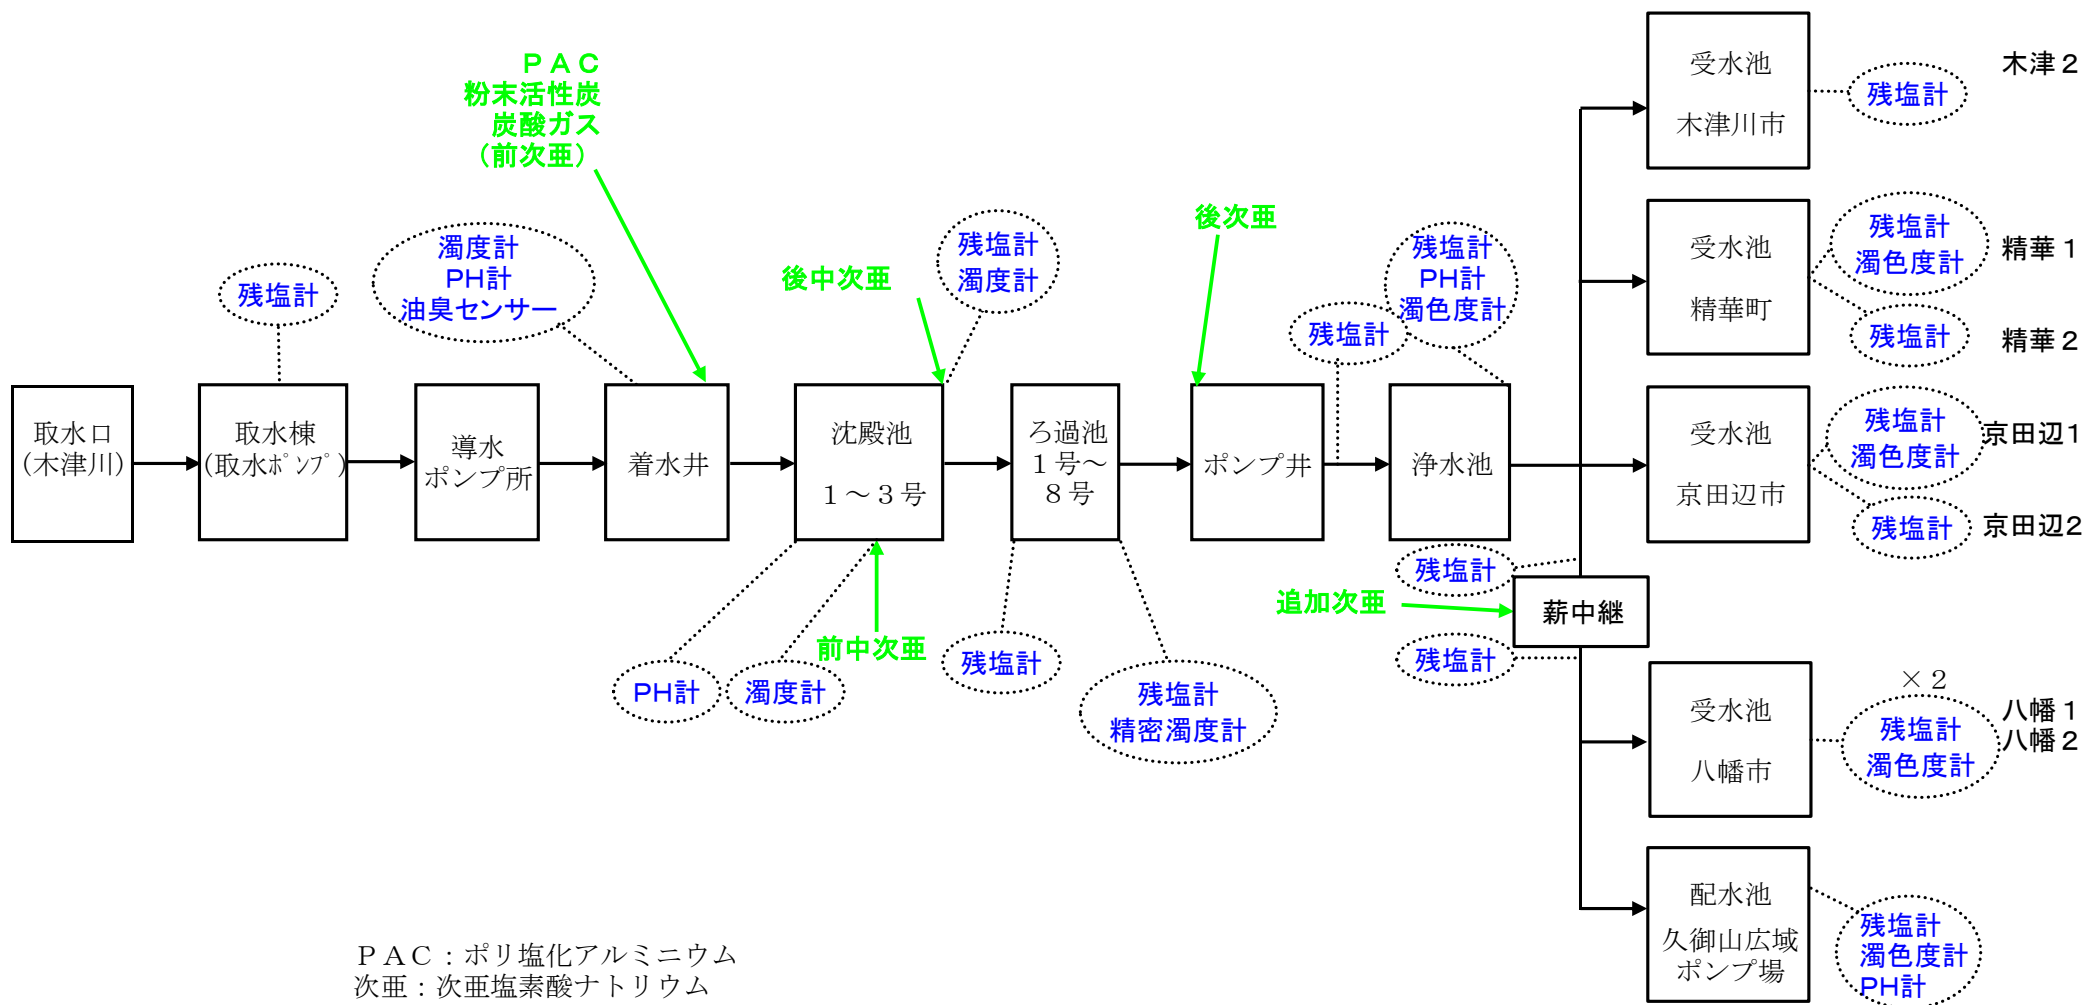 ＰＡＣ
粉末活性炭
炭酸ガス
（前次亜）
残塩計
濁度計
PH計
油臭センサー
後中次亜
残塩計
濁度計
後次亜
残塩計
残塩計
PH計
濁色度計
取水口
（木津川）
取水棟
（取水ﾎﾟﾝﾌﾟ）
導水
ポンプ所
着水井
沈殿池
１～３号
ろ過池
１号～
８号
ポンプ井
浄水池
PH計
濁度計
前中次亜
残塩計
残塩計
精密濁度計
残塩計
追加次亜
薪中継
残塩計
受水池
木津川市
残塩計
木津２
受水池
精華町
残塩計
濁色度計
精華１
残塩計
精華２
受水池
京田辺市
残塩計
濁色度計
京田辺1
残塩計
京田辺2
受水池
八幡市
×２
残塩計
濁色度計
八幡１
八幡２
配水池
久御山広域
ポンプ場
残塩計
濁色度計
PH計
ＰＡＣ：ポリ塩化アルミニウム
次亜：次亜塩素酸ナトリウム